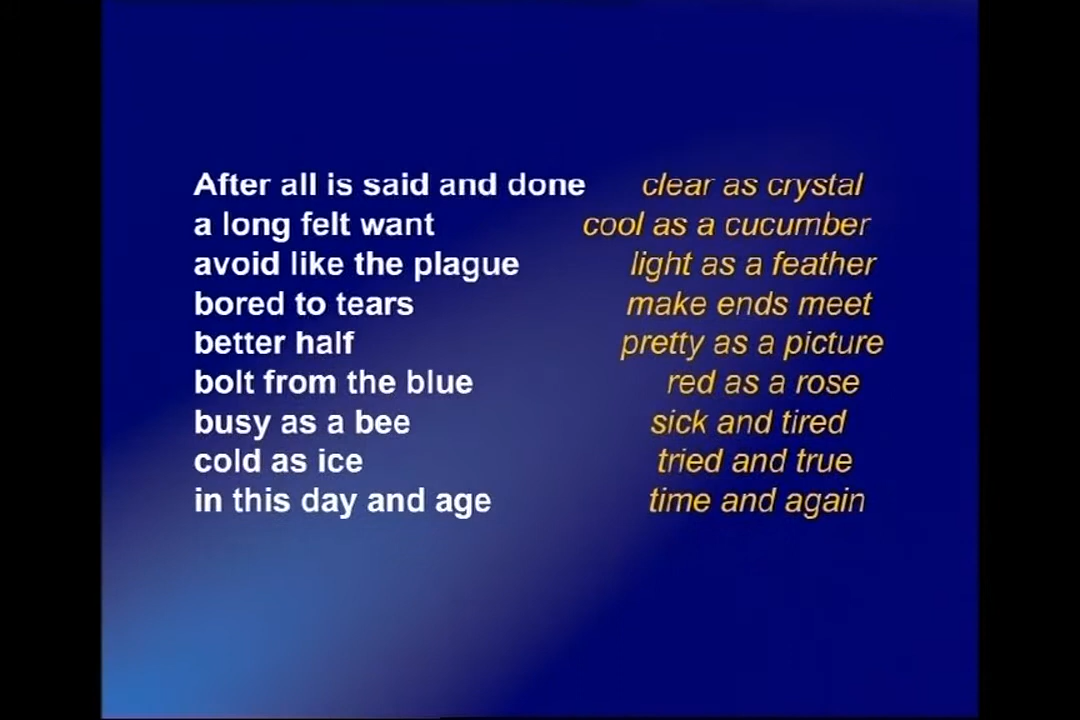 After all is said and done clear as crystal
a long felt want cool as a cucumber
avoid like the plague light as a feather
bored to tears make ends meet
better half pretty as a picture
bolt from the blue red as a rose
busy as a bee sick and tired
cold as ice tried and true
in this day and age time and again